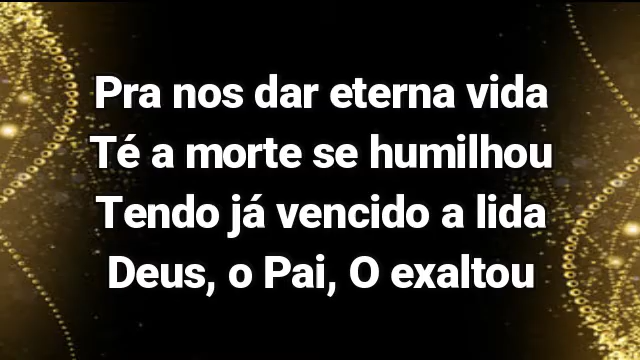 Pra nos dar eterna vida
Té a morte se humilhou
Tendo já vencido a lida
Deus, o Pai, O exaltou